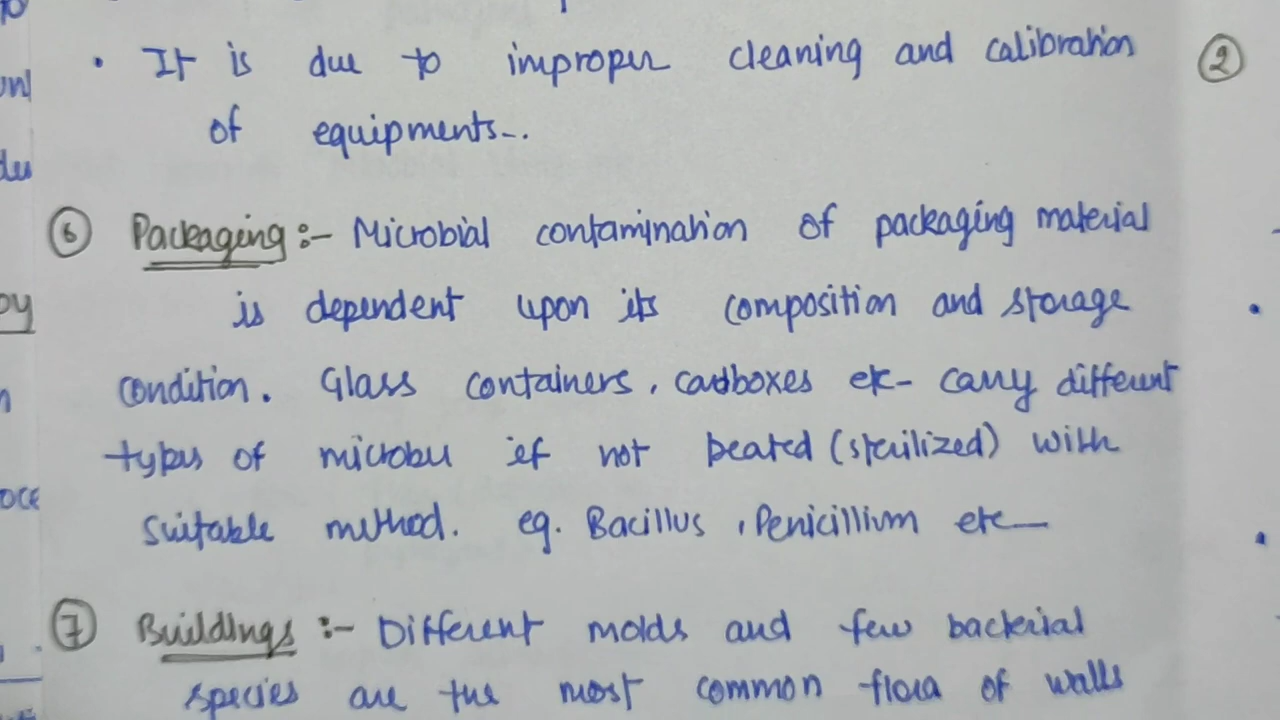 • It is due to improper cleaning and calibration
②
of equipments-.
⑥ Packaging :- Microbial contamination of packaging material
is dependent upon its composition and storage
condition. Glass containers, cardboxes etc- carry different
types of microbes if not heated (sterilized) with
suitable method. eg. Bacillus, Penicillium etc—
⑦ Buildings :- Different molds and few bacterial
species are the most common flora of walls